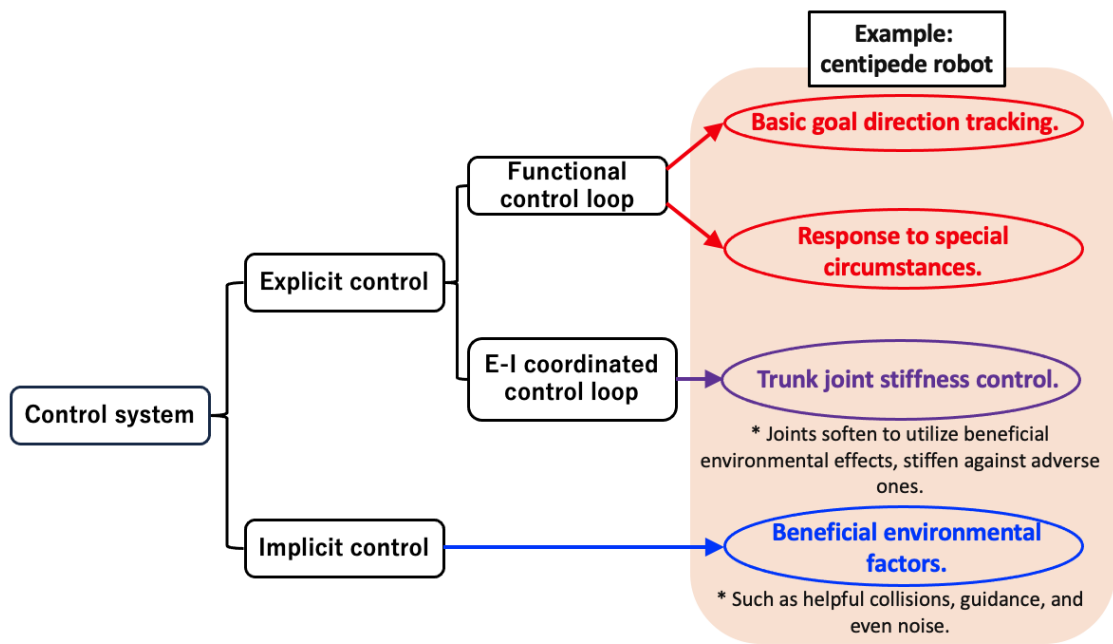 Example:
centipede robot
Basic goal direction tracking.
Functional
control loop
Response to special
circumstances.
Explicit control
E-I coordinated
control loop
Trunk joint stiffness control.
Control system
* Joints soften to utilize beneficial
environmental effects, stiffen against adverse
ones.
Implicit control
Beneficial environmental
factors.
* Such as helpful collisions, guidance, and
even noise.